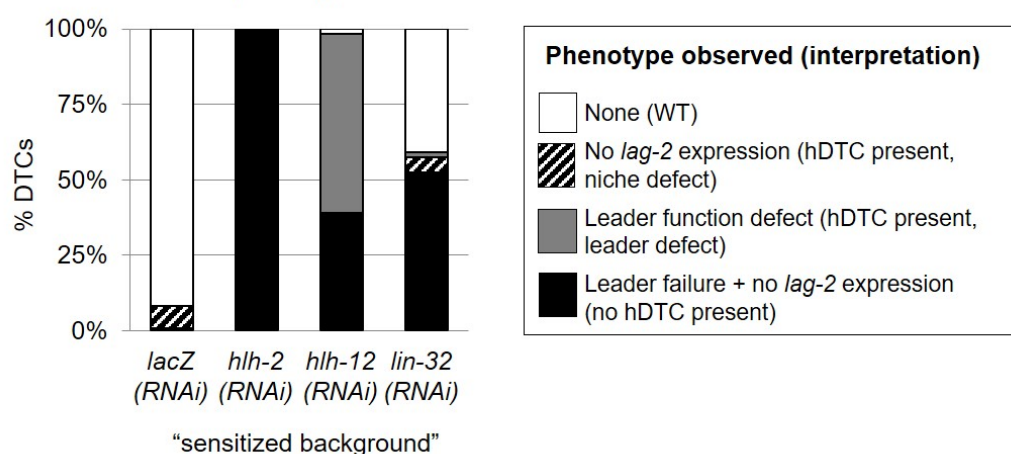 100%
75%
50%
25%
0%
% DTCs
lacZ hlh-2 hlh-12 lin-32
(RNAi) (RNAi) (RNAi) (RNAi)
“sensitized background”
Phenotype observed (interpretation)
None (WT)
No lag-2 expression (hDTC present,
niche defect)
Leader function defect (hDTC present,
leader defect)
Leader failure + no lag-2 expression
(no hDTC present)